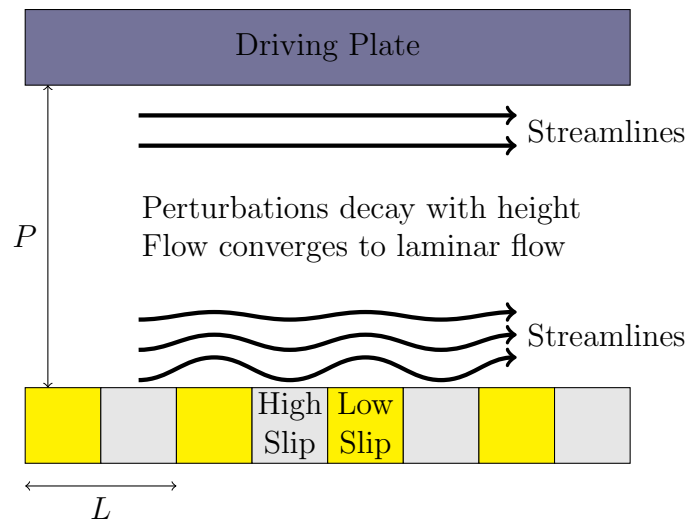 Driving Plate
Streamlines
Perturbations decay with height
P
Flow converges to laminar flow
Streamlines
High
Slip
Low
Slip
L